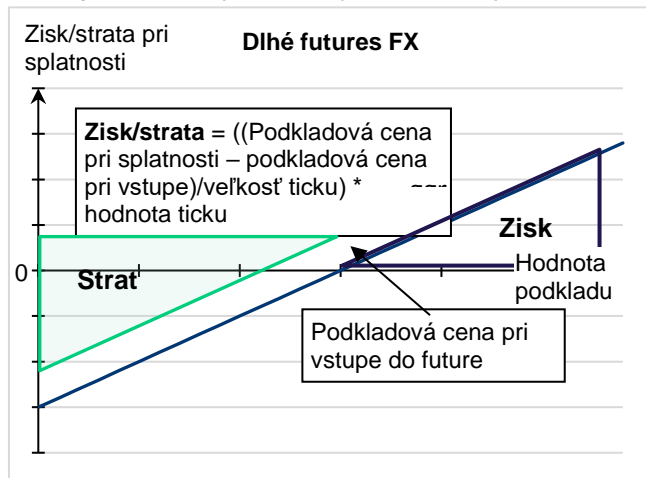 Zisk/strata pri
splatnosti
Dlhé futures FX
Zisk/strata = ((Podkladová cena
pri splatnosti – podkladová cena
pri vstupe)/veľkosť ticku) *
hodnota ticku
Zisk
0
Strat
Hodnota
podkladu
Podkladová cena pri
vstupe do future